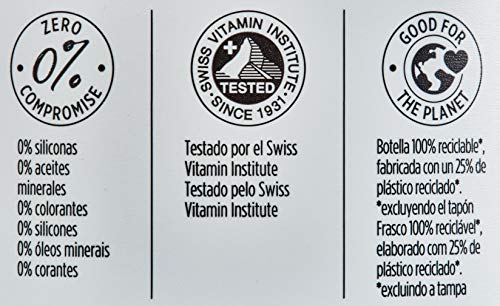 ZERO
0%
COMPROMISE
0% siliconas
0% aceites
minerales
0% colorantes
0% silicones
0% óleos minerais
0% corantes
SWISS VITAMIN INSTITUTE
TESTED
SINCE 1931
Testado por el Swiss
Vitamin Institute
Testado pelo Swiss
Vitamin Institute
GOOD FOR
THE PLANET
Botella 100% reciclable*,
fabricada con un 25% de
plástico reciclado*.
*excluyendo el tapón
Frasco 100% reciclável*,
elaborado com 25% de
plástico reciclado*.
*excluindo a tampa